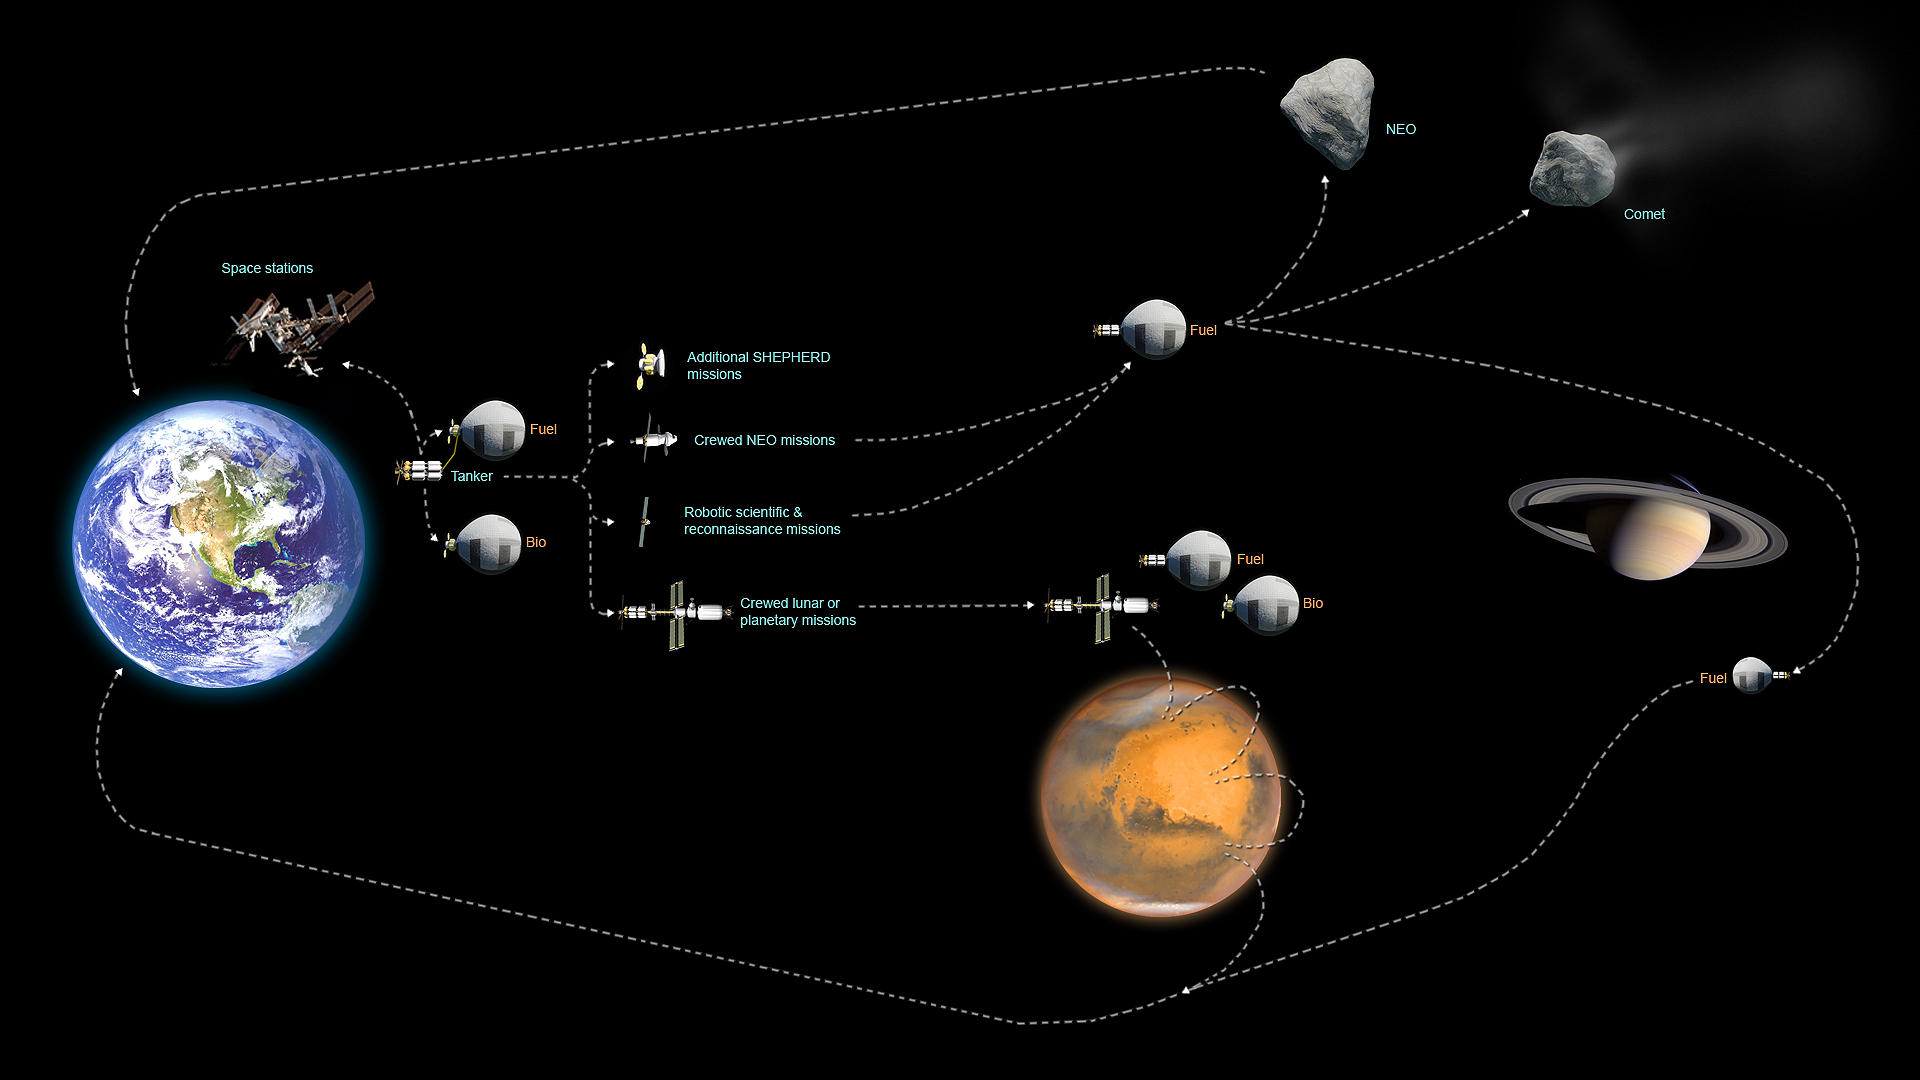 NEO
Comet
Space stations
Fuel
Additional SHEPHERD
missions
Fuel
Crewed NEO missions
Tanker
Robotic scientific &
reconnaissance missions
Bio
Fuel
Crewed lunar or
planetary missions
Bio
Fuel